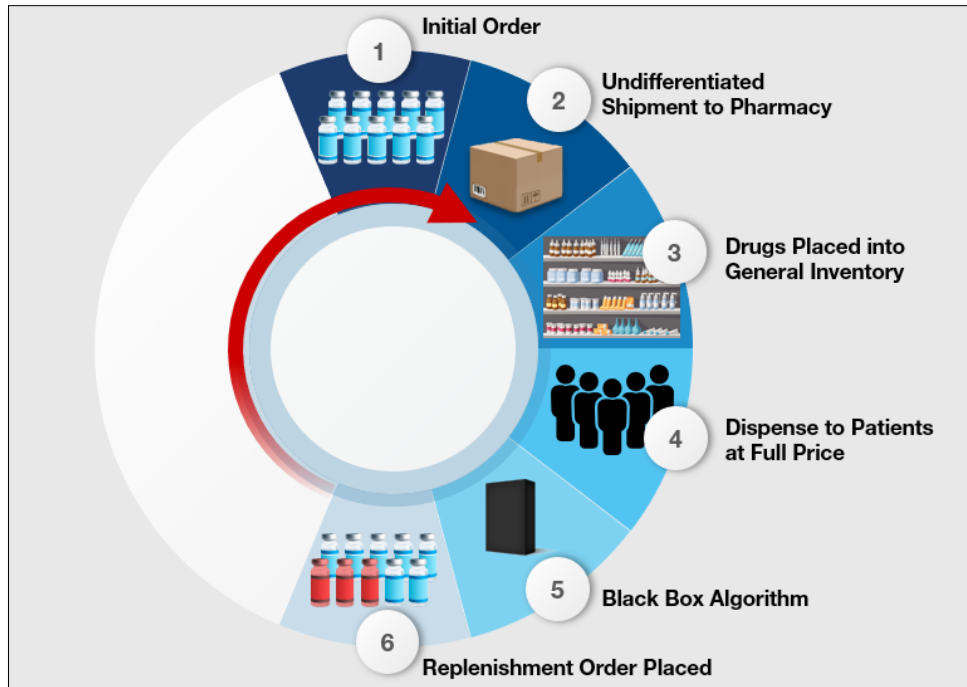 1
Initial Order
2
Undifferentiated
Shipment to Pharmacy
3
Drugs Placed into
General Inventory
4
Dispense to Patients
at Full Price
5
Black Box Algorithm
6
Replenishment Order Placed